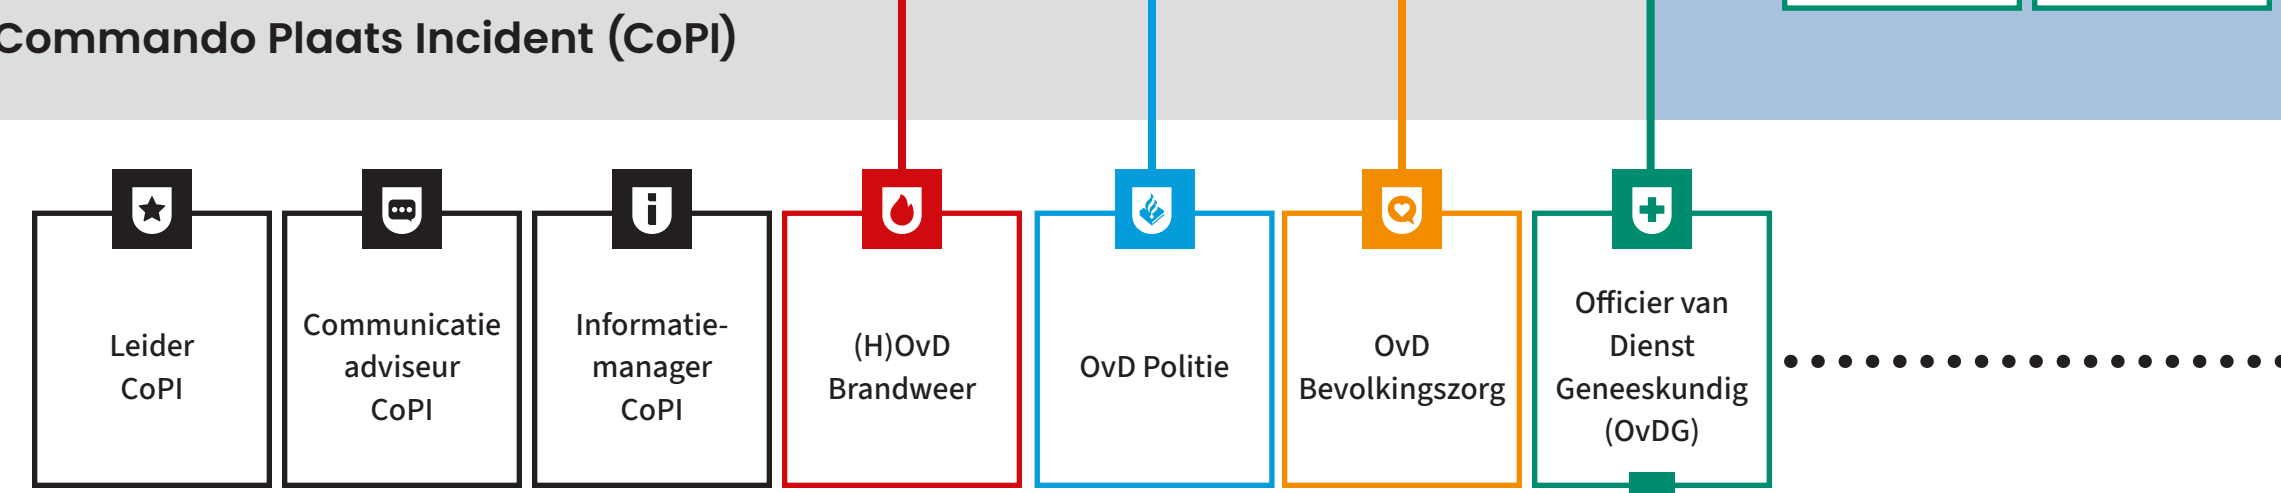 Commando Plaats Incident (CoPI)
Leider
CoPI
Communicatie
adviseur
CoPI
Informatie-
manager
CoPI
(H)OvD
Brandweer
OvD Politie
OvD
Bevolkingszorg
Officier van
Dienst
Geneeskundig
(OvDG)